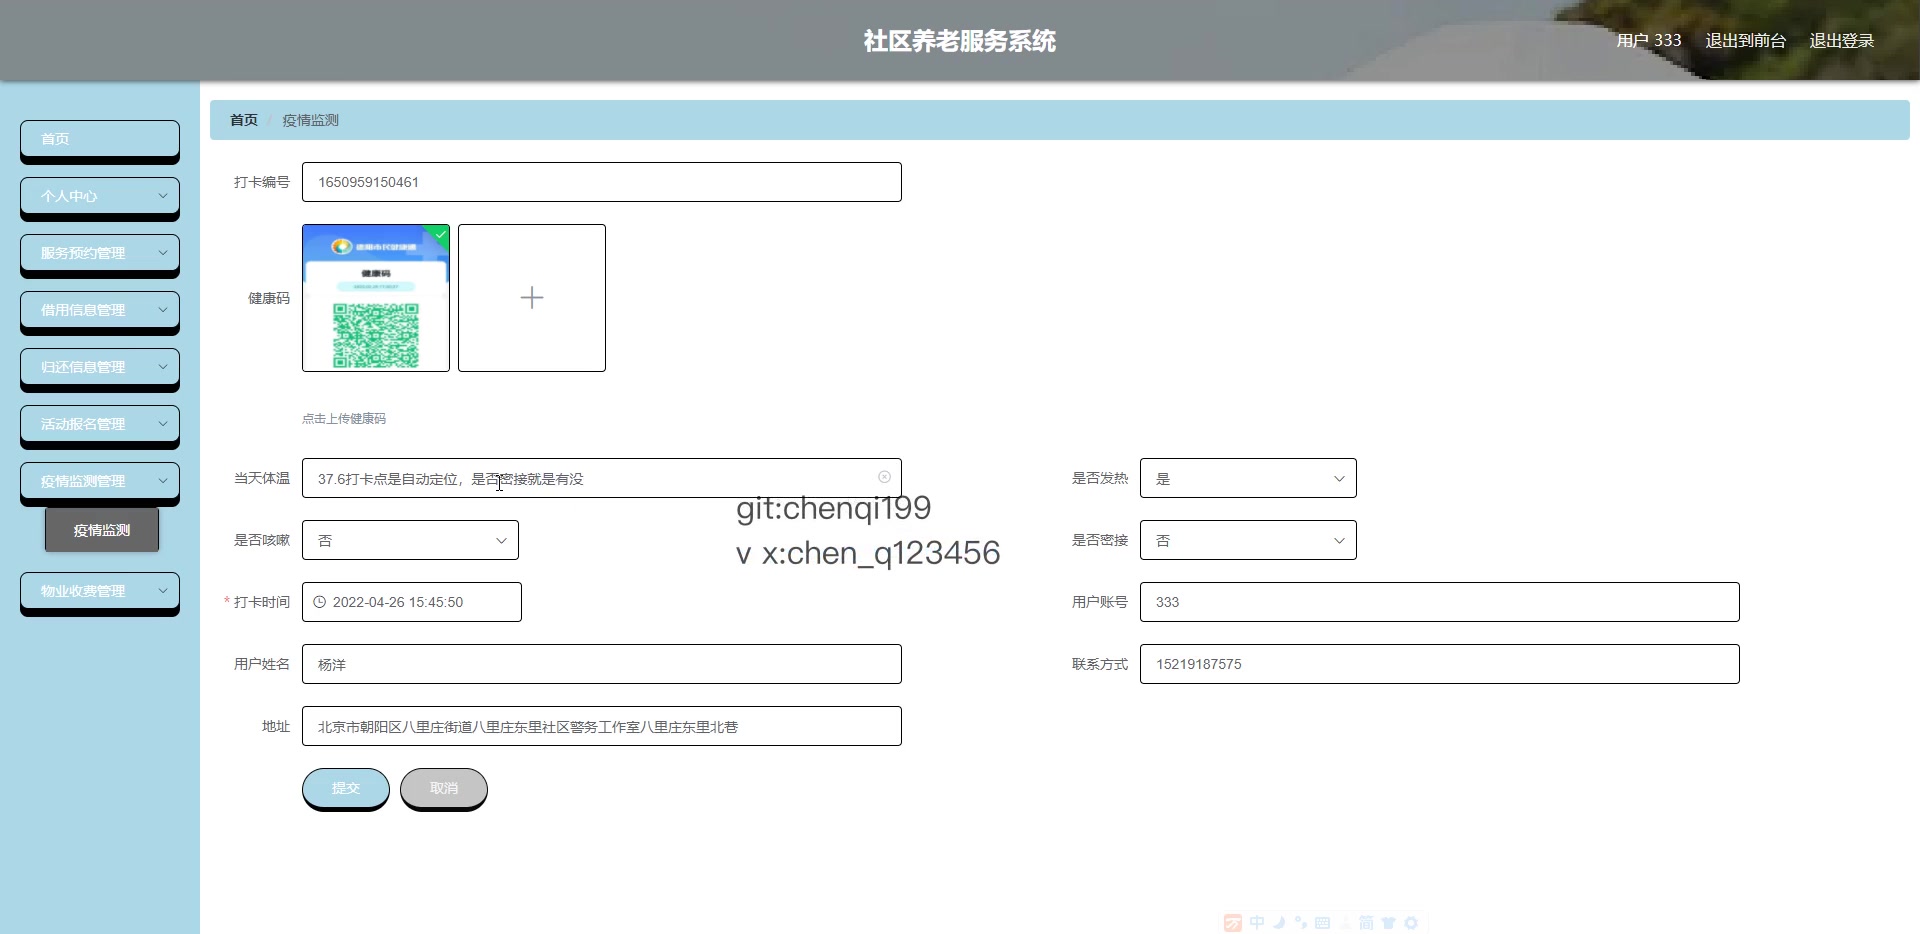 社区养老服务系统
用户 333 退出到前台 退出登录
首页
个人中心
服务预约管理
借用信息管理
归还信息管理
活动报名管理
疫情监测管理
疫情监测
物业收费管理
首页 / 疫情监测
打卡编号 1650959150461
健康码
健康码
点击上传健康码
当天体温 37.6打卡点是自动定位，是否密接就是有没
是否发热 是
git:chenqi199
v x:chen_q123456
是否咳嗽 否
是否密接 否
* 打卡时间 2022-04-26 15:45:50
用户账号 333
用户姓名 杨洋
联系方式 15219187575
地址 北京市朝阳区八里庄街道八里庄东里社区警务工作室八里庄东里北巷
提交 取消
中 简